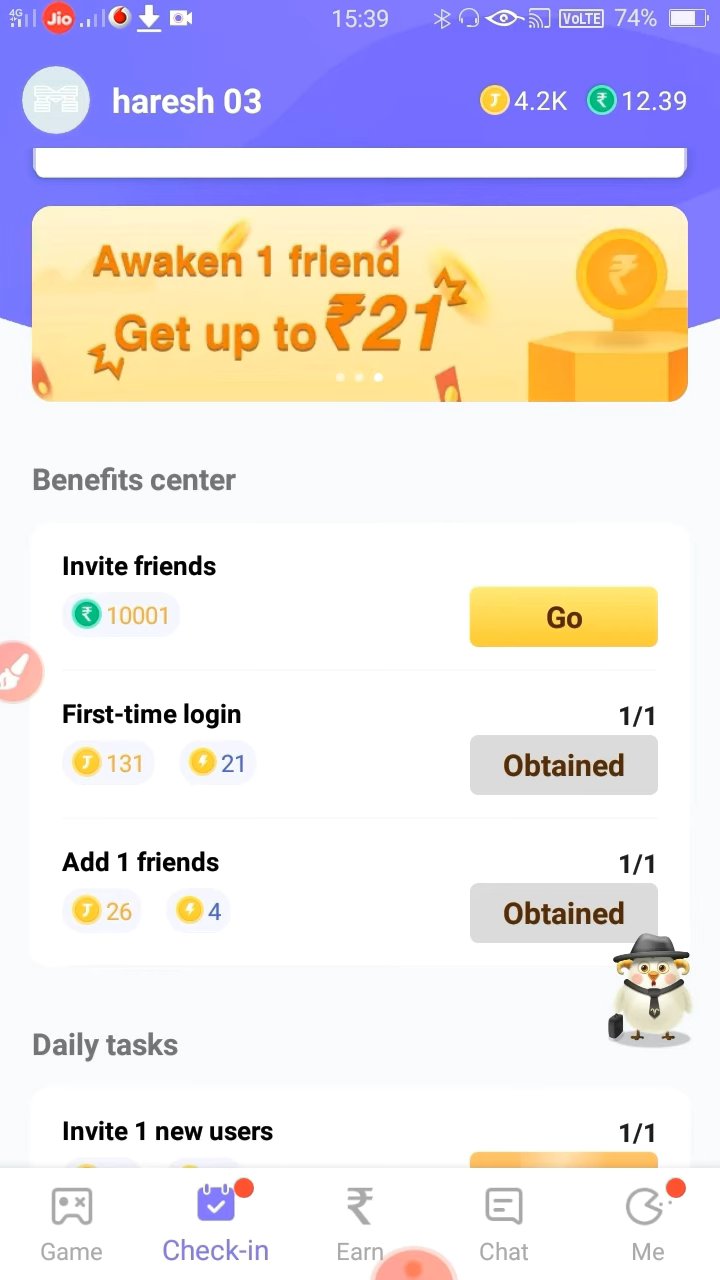 4G Jio 15:39 VoLTE 74%
haresh 03 4.2K ₹ 12.39
Awaken 1 friend
Get up to ₹21
Benefits center
Invite friends
₹ 10001 Go
First-time login 1/1
131 21 Obtained
Add 1 friends 1/1
26 4 Obtained
Daily tasks
Invite 1 new users 1/1
Game Check-in Earn Chat Me